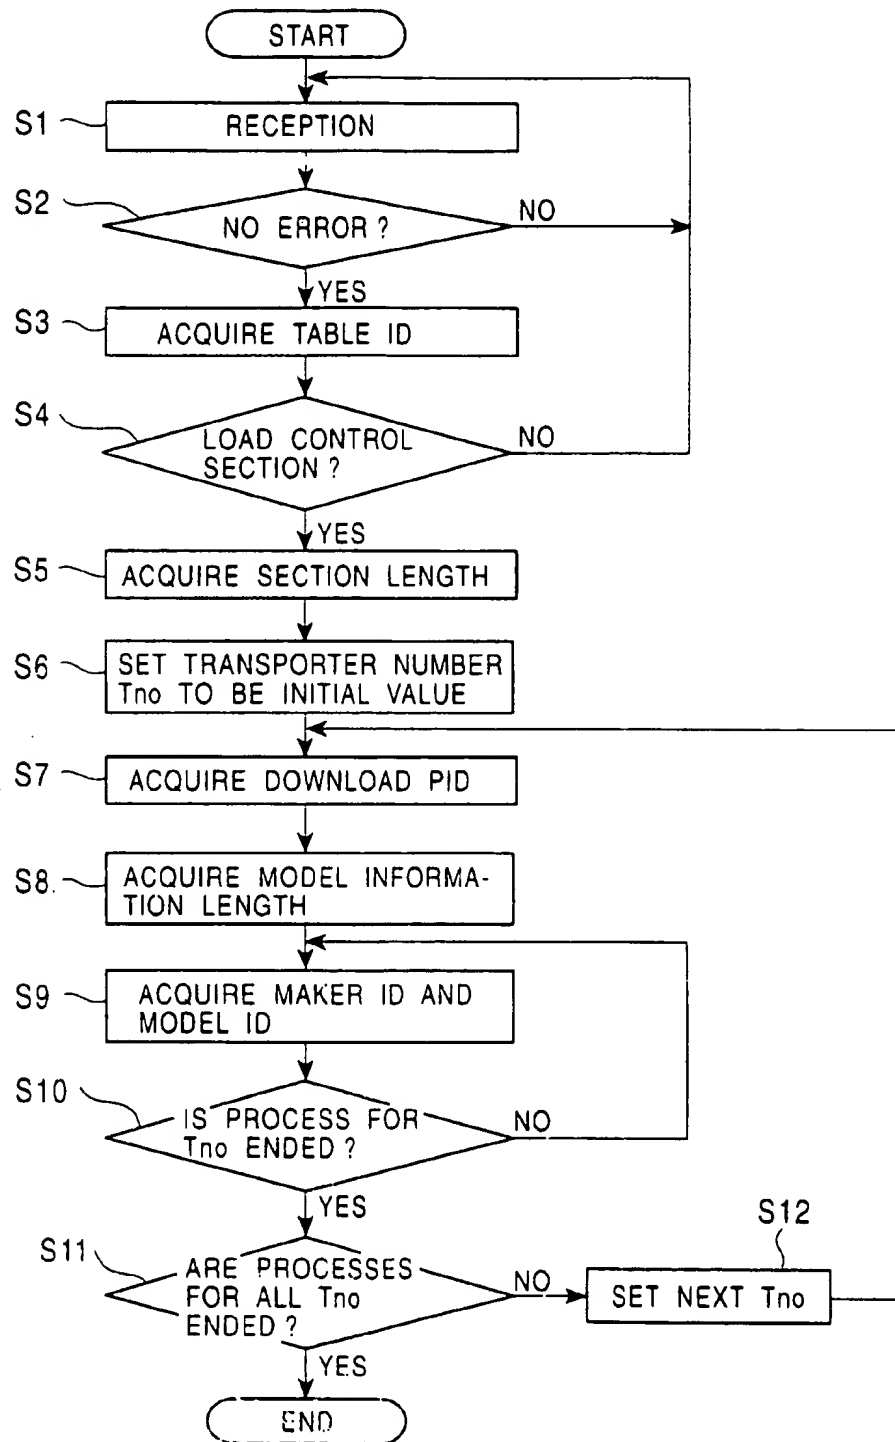 START
S1
RECEPTION
S2
NO ERROR?
NO
YES
S3
ACQUIRE TABLE ID
S4
LOAD CONTROL
SECTION?
NO
YES
S5
ACQUIRE SECTION LENGTH
S6
SET TRANSPORTER NUMBER
Tno TO BE INITIAL VALUE
S7
ACQUIRE DOWNLOAD PID
S8
ACQUIRE MODEL INFORMA-
TION LENGTH
S9
ACQUIRE MAKER ID AND
MODEL ID
S10
IS PROCESS FOR
Tno ENDED?
NO
YES
S11
ARE PROCESSES
FOR ALL Tno
ENDED?
NO
S12
SET NEXT Tno
YES
END